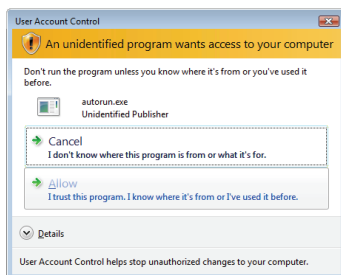 User Account Control
An unidentified program wants access to your computer
Don't run the program unless you know where it's from or you've used it
before.
autorun.exe
Unidentified Publisher
Cancel
I don't know where this program is from or what it's for.
Allow
I trust this program. I know where it's from or I've used it before.
Details
User Account Control helps stop unauthorized changes to your computer.